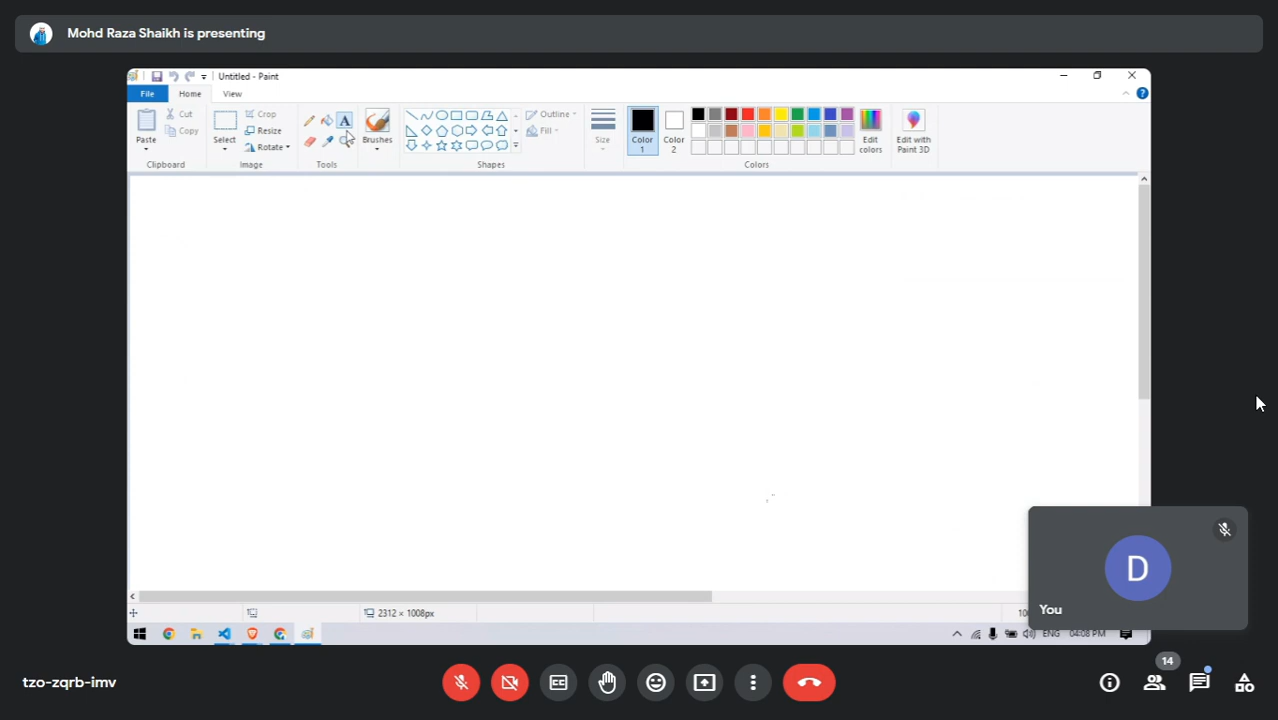 Mohd Raza Shaikh is presenting
Untitled - Paint
File
Home
View
Paste
Cut
Copy
Clipboard
Select
Crop
Resize
Rotate
Image
A
Tools
Brushes
Shapes
Outline
Fill
Size
Color
1
Color
2
Colors
Edit
colors
Edit with
Paint 3D
2312 × 1008px
ENG
04:08 PM
D
You
tzo-zqrb-imv
CC
14